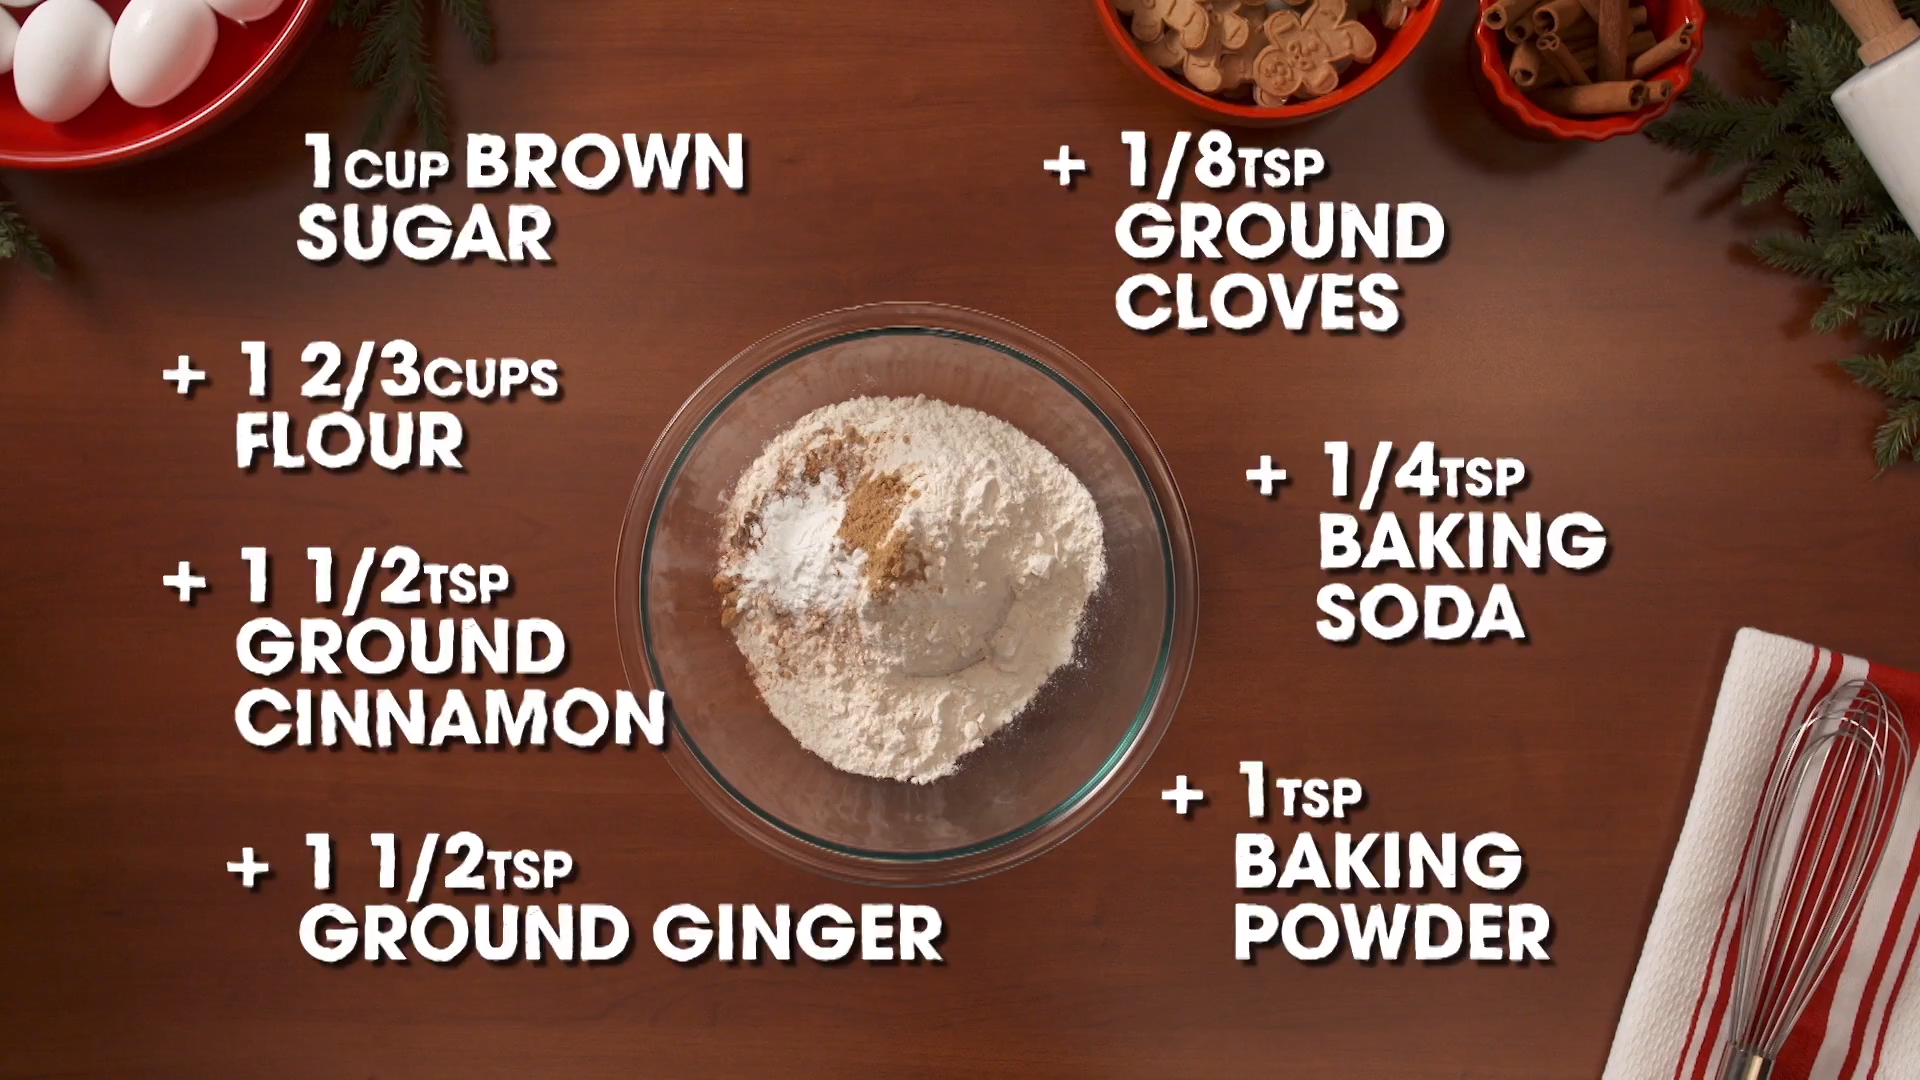 1 CUP BROWN
SUGAR
+ 1 2/3 CUPS
FLOUR
+ 1 1/2 TSP
GROUND
CINNAMON
+ 1 1/2 TSP
GROUND GINGER
+ 1/8 TSP
GROUND
CLOVES
+ 1/4 TSP
BAKING
SODA
+ 1 TSP
BAKING
POWDER